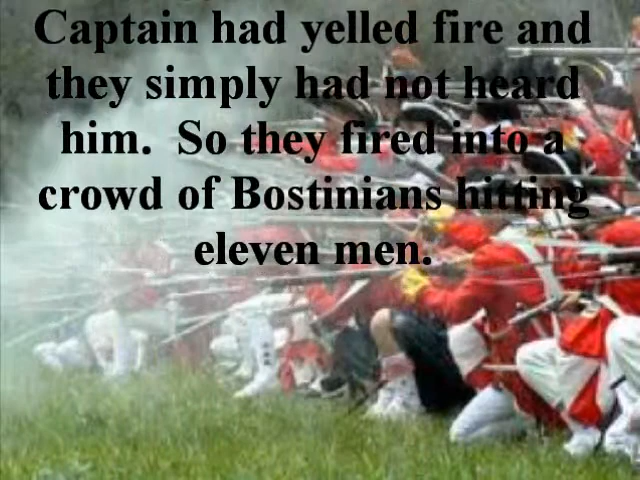 Captain had yelled fire and
they simply had not heard
him.  So they fired into a
crowd of Bostinians hitting
eleven men.